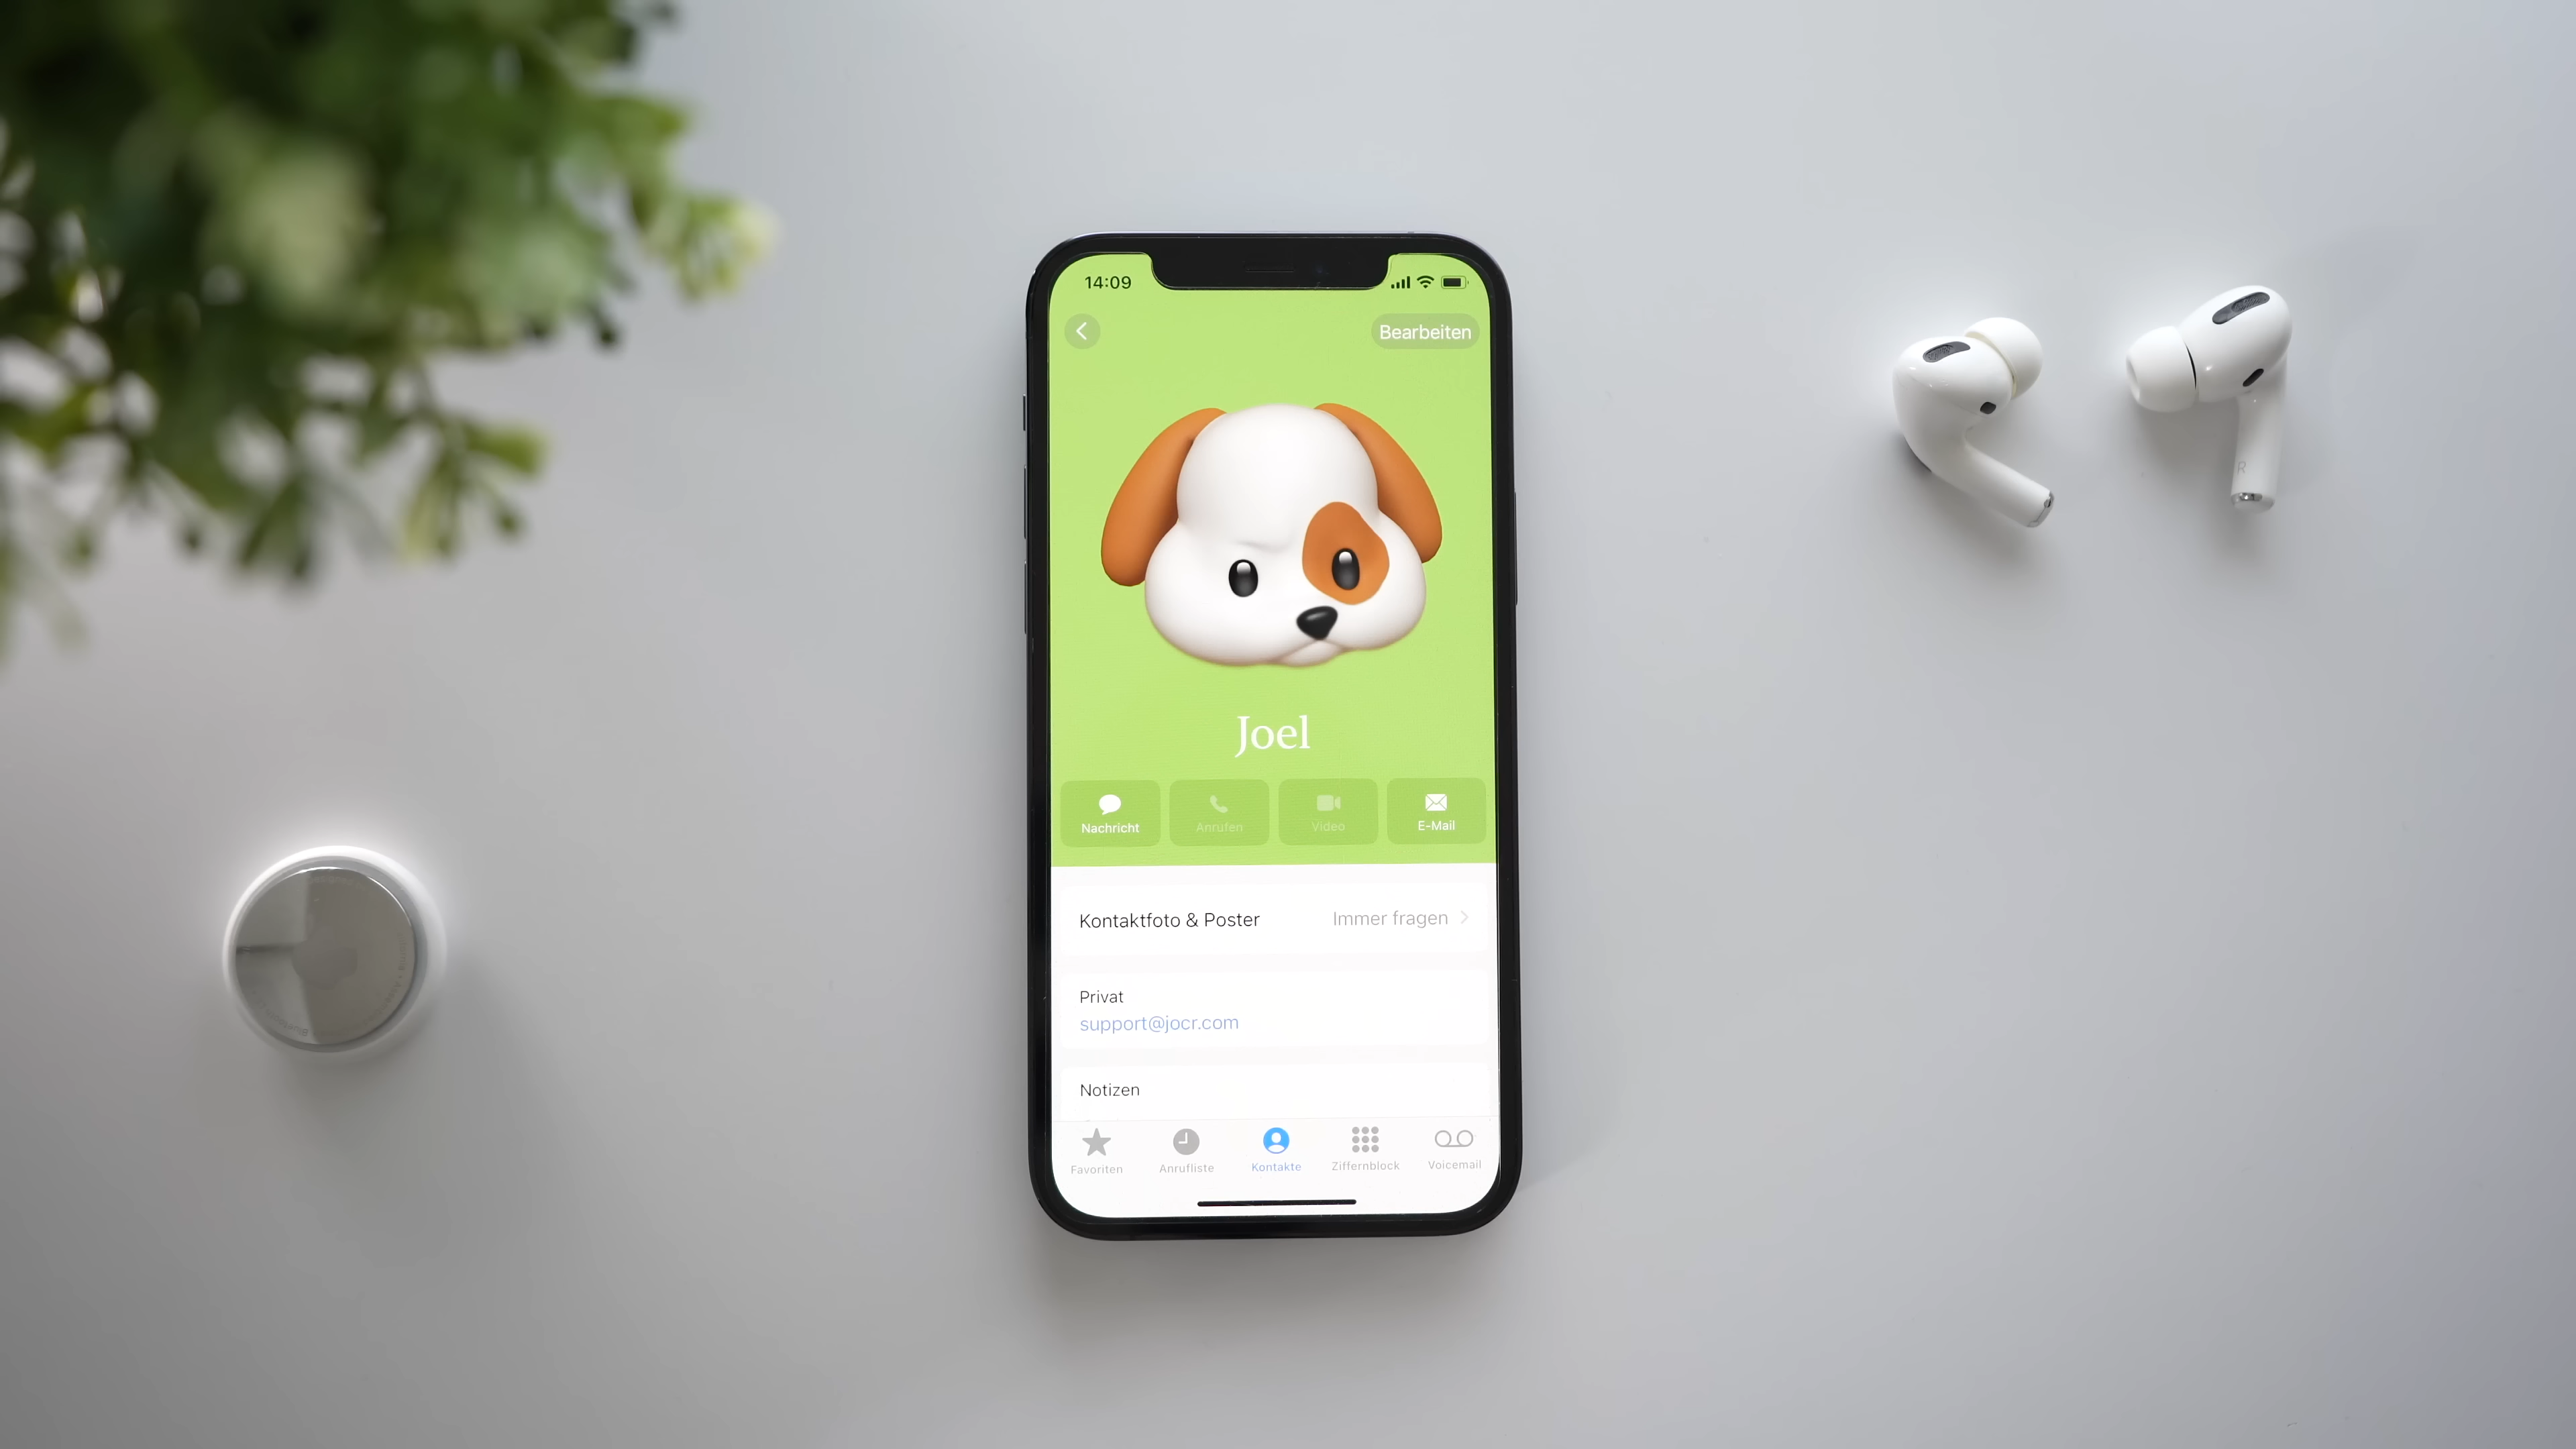 14:09
Bearbeiten
Joel
Nachricht
Anrufen
Video
E-Mail
Kontaktfoto & Poster
Immer fragen
Privat
support@jocr.com
Notizen
Favoriten
Anrufliste
Kontakte
Ziffernblock
Voicemail
R